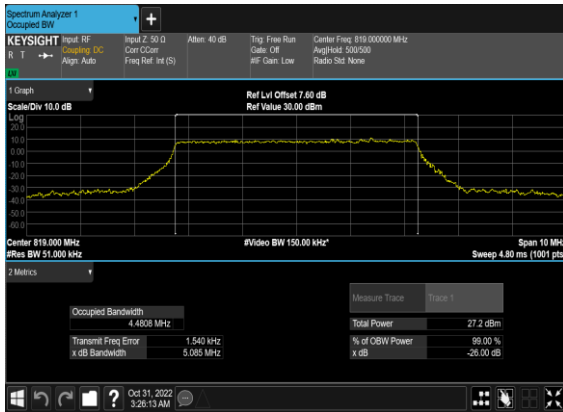 Spectrum Analyzer 1
Occupied BW
+
KEYSIGHT Input: RF Input Z: 50 Ω Atten: 40 dB Trig: Free Run Center Freq: 819.000000 MHz
R T Coupling: DC Corr CCorr Gate: Off Avg|Hold: 500/500
Align: Auto Freq Ref: Int (S) #IF Gain: Low Radio Std: None
LXI
1 Graph
Ref Lvl Offset 7.60 dB
Scale/Div 10.0 dB Ref Value 30.00 dBm
Log
20.0
10.0
0.00
-10.0
-20.0
-30.0
-40.0
-50.0
-60.0
Center 819.000 MHz #Video BW 150.00 kHz* Span 10 MHz
#Res BW 51.000 kHz Sweep 4.80 ms (1001 pts
2 Metrics
Measure Trace Trace 1
Occupied Bandwidth
4.4808 MHz Total Power 27.2 dBm
Transmit Freq Error 1.540 kHz % of OBW Power 99.00 %
x dB Bandwidth 5.085 MHz x dB -26.00 dB
? Oct 31, 2022
3:26:13 AM